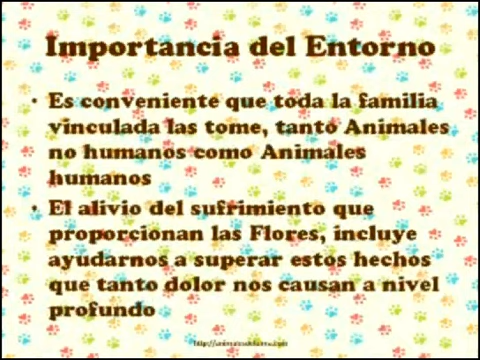 Importancia del Entorno
• Es conveniente que toda la familia
vinculada las tome, tanto Animales
no humanos como Animales
humanos
• El alivio del sufrimiento que
proporcionan las Flores, incluye
ayudarnos a superar estos hechos
que tanto dolor nos causan a nivel
profundo